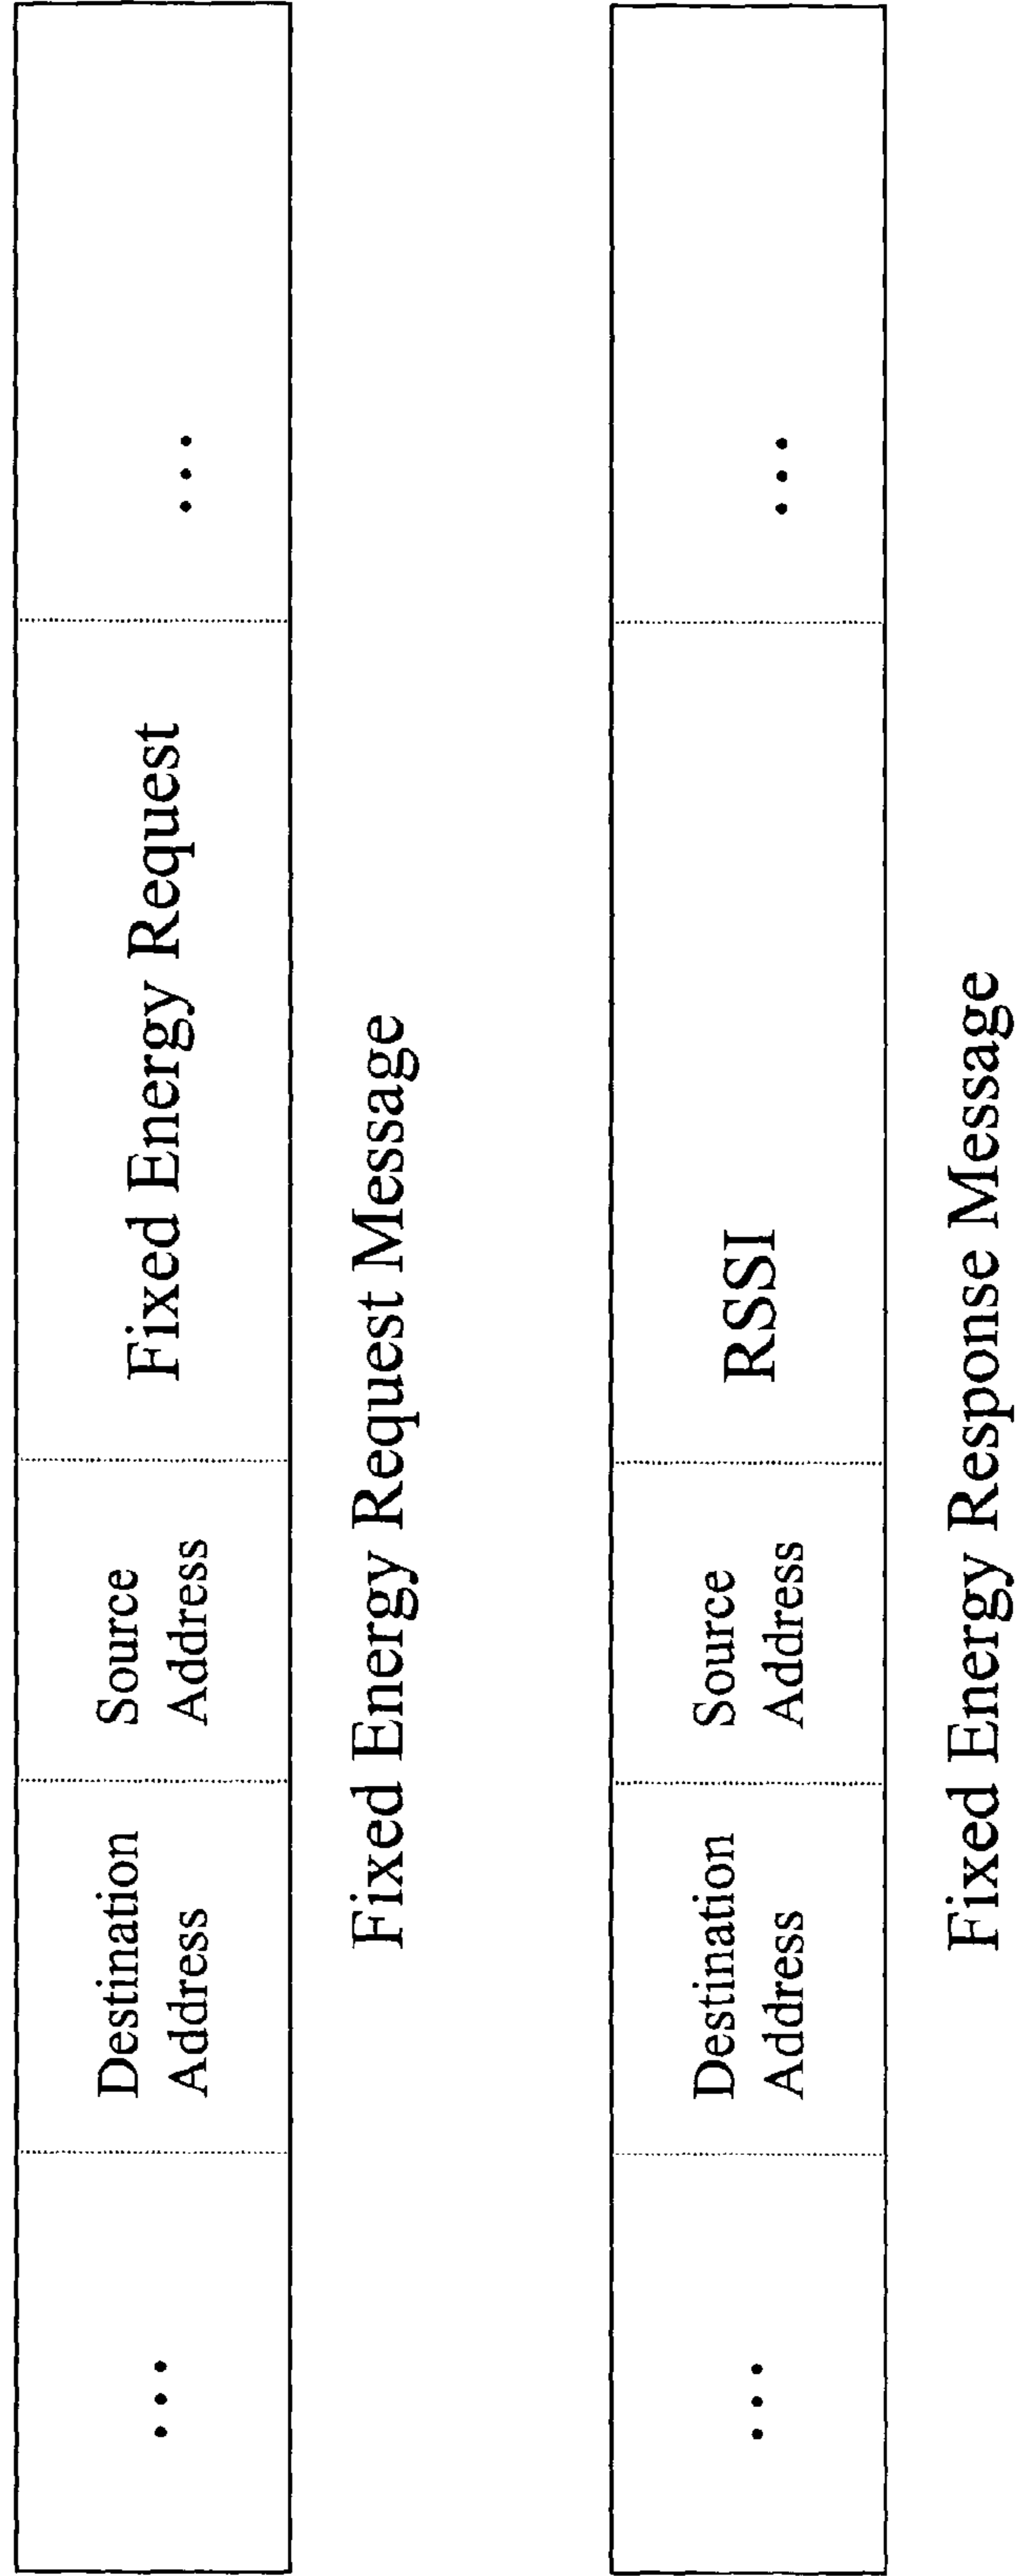 ...
Destination
Address
Source
Address
Fixed Energy Request
...
Fixed Energy Request Message
...
Destination
Address
Source
Address
RSSI
...
Fixed Energy Response Message